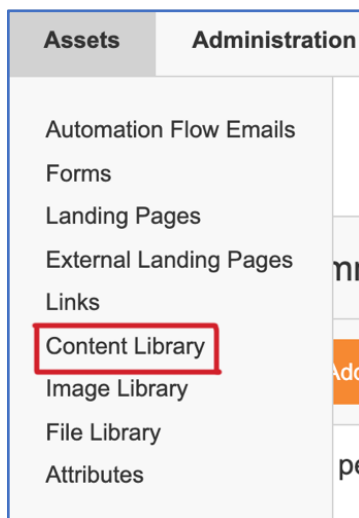 Assets Administration
Automation Flow Emails
Forms
Landing Pages
External Landing Pages
Links
Content Library
Image Library
File Library
Attributes